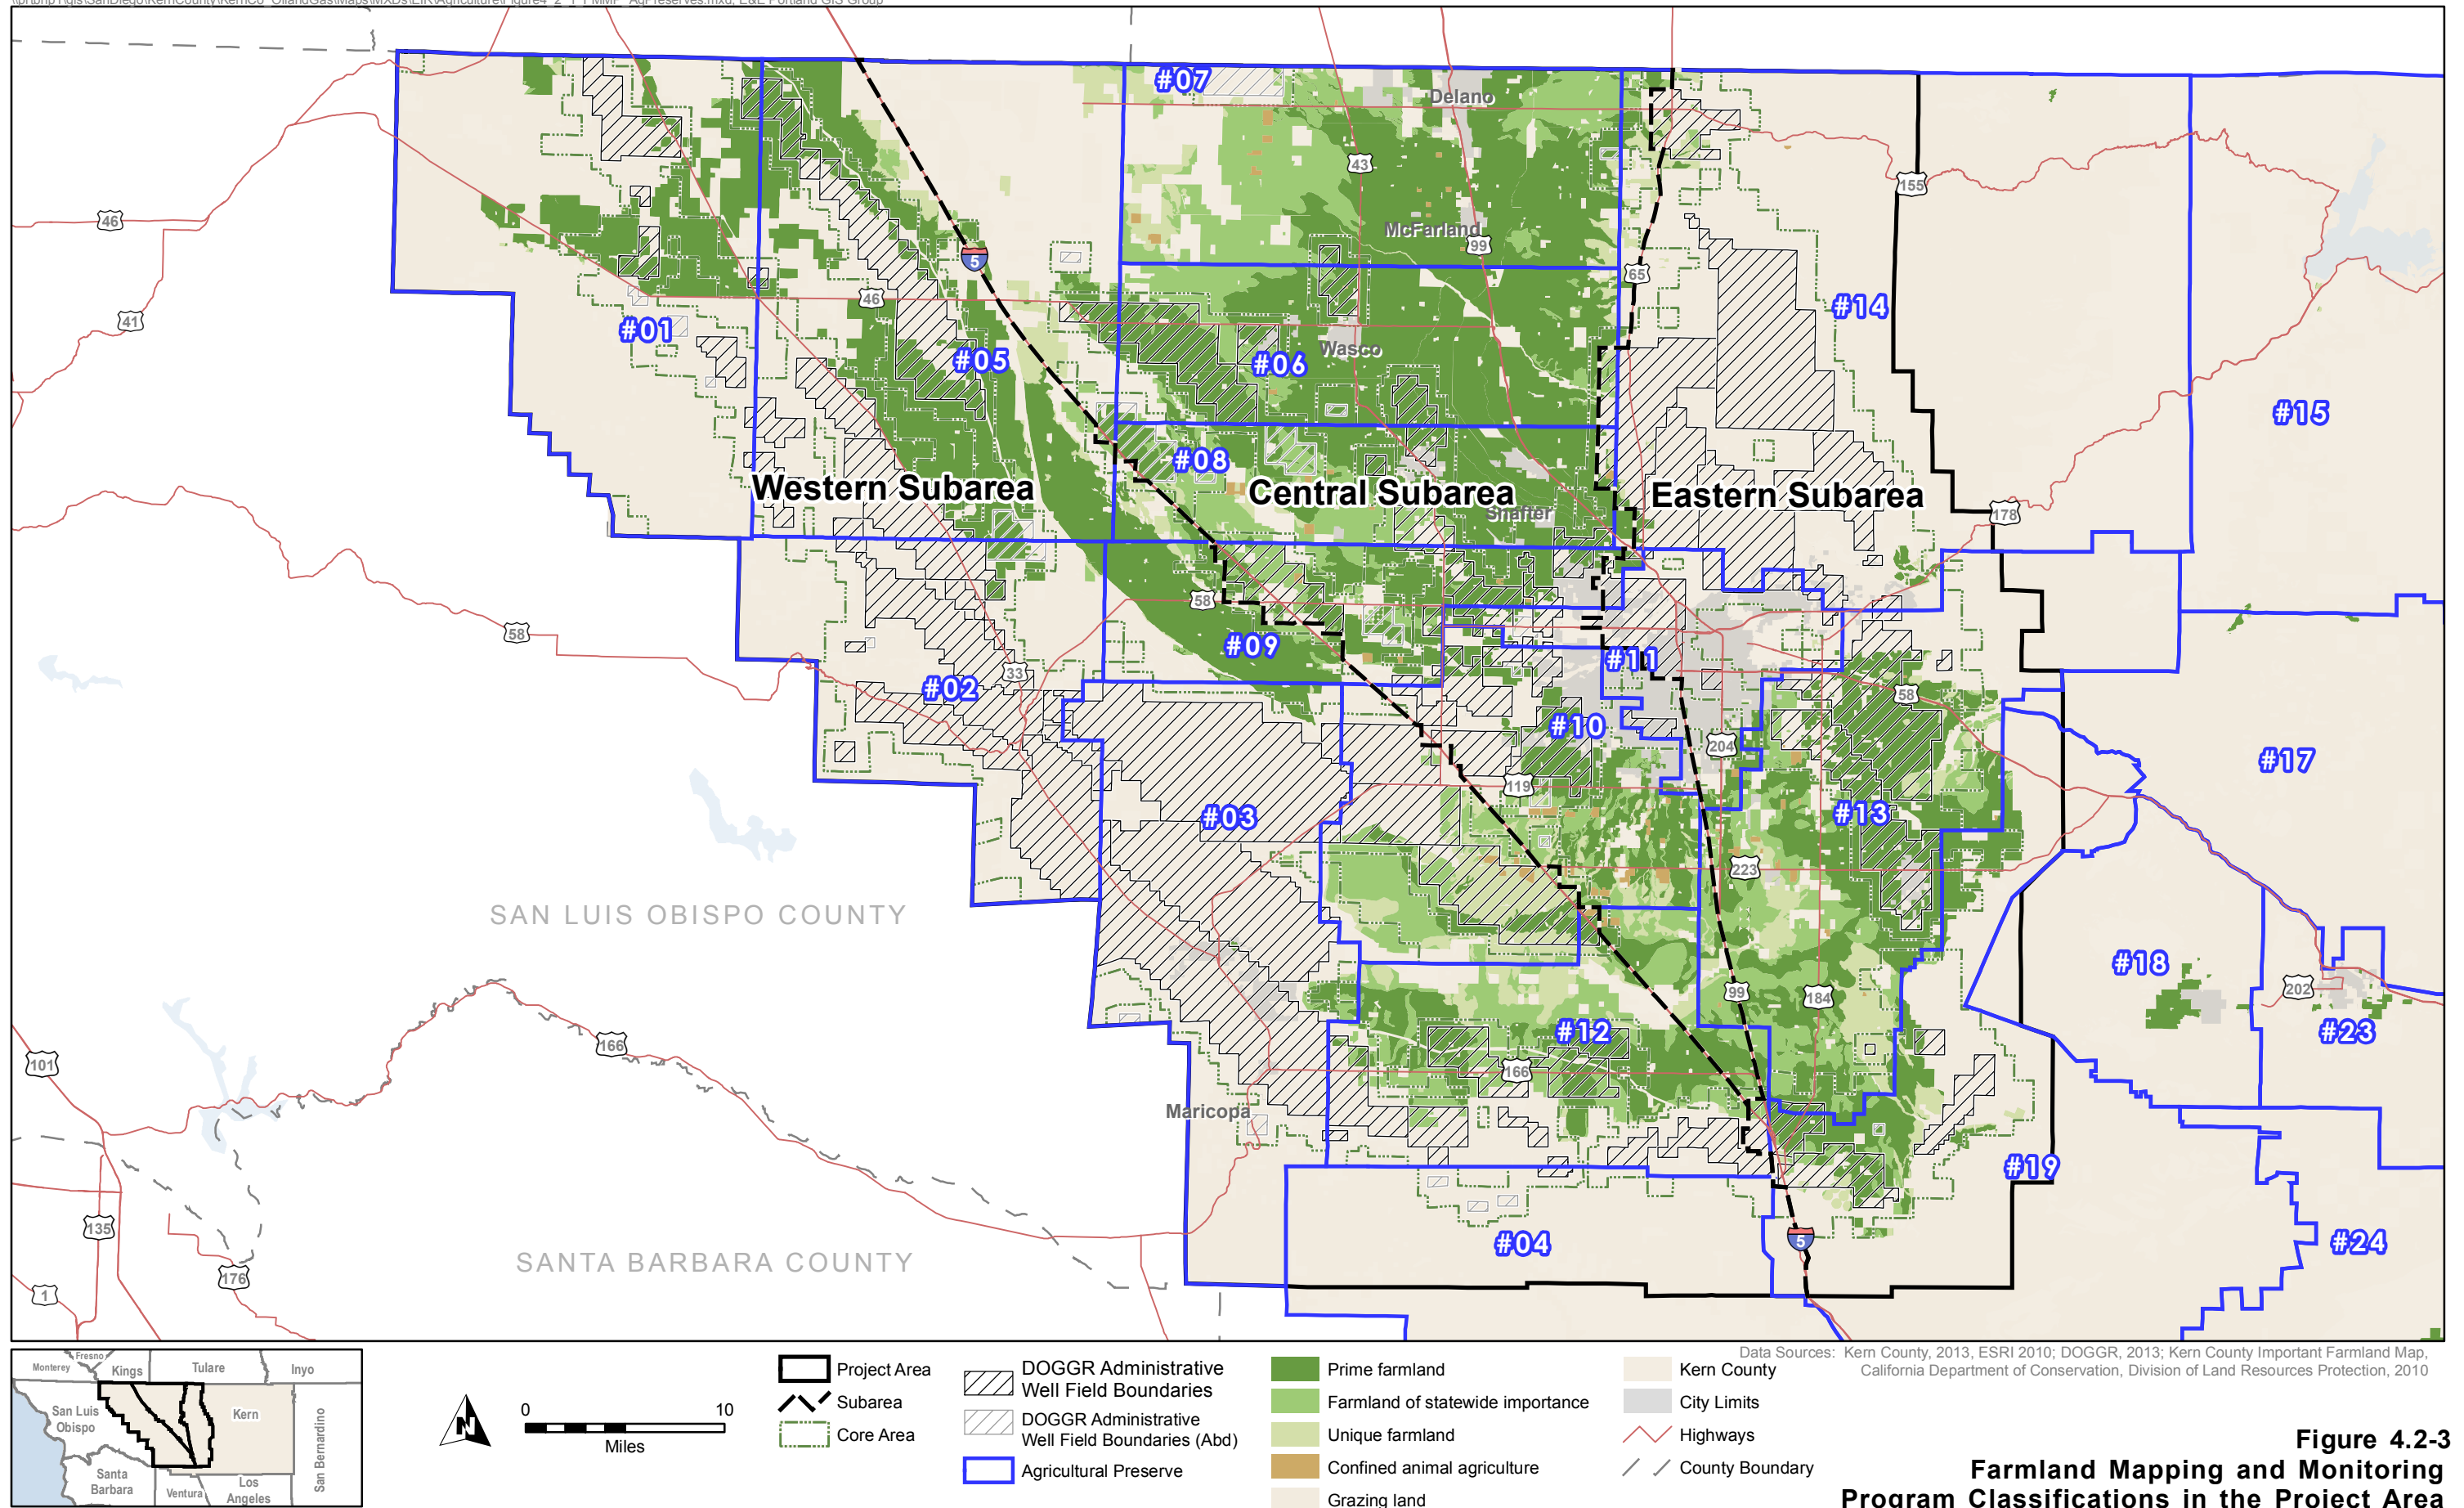 #07
Delano
43
155
46
McFarland
99
5
65
#14
41
46
#01
#05
#06
Wasco
#15
#08
Western Subarea
Central Subarea
Eastern Subarea
Shafter
178
58
58
#09
#11
33
#02
58
#10
204
#17
119
#03
#13
223
SAN LUIS OBISPO COUNTY
#18
99
184
202
#12
#23
166
101
166
Maricopa
#19
135
5
#04
#24
SANTA BARBARA COUNTY
176
1
Monterey
Fresno
Kings
Tulare
Inyo
San Luis
Obispo
Kern
San Bernardino
Santa
Barbara
Ventura
Los
Angeles
N
0
10
Miles
Project Area
Subarea
Core Area
DOGGR Administrative
Well Field Boundaries
DOGGR Administrative
Well Field Boundaries (Abd)
Agricultural Preserve
Prime farmland
Farmland of statewide importance
Unique farmland
Confined animal agriculture
Grazing land
Kern County
City Limits
Highways
County Boundary
Data Sources: Kern County, 2013, ESRI 2010; DOGGR, 2013; Kern County Important Farmland Map,
California Department of Conservation, Division of Land Resources Protection, 2010
Figure 4.2-3
Farmland Mapping and Monitoring
Program Classifications in the Project Area